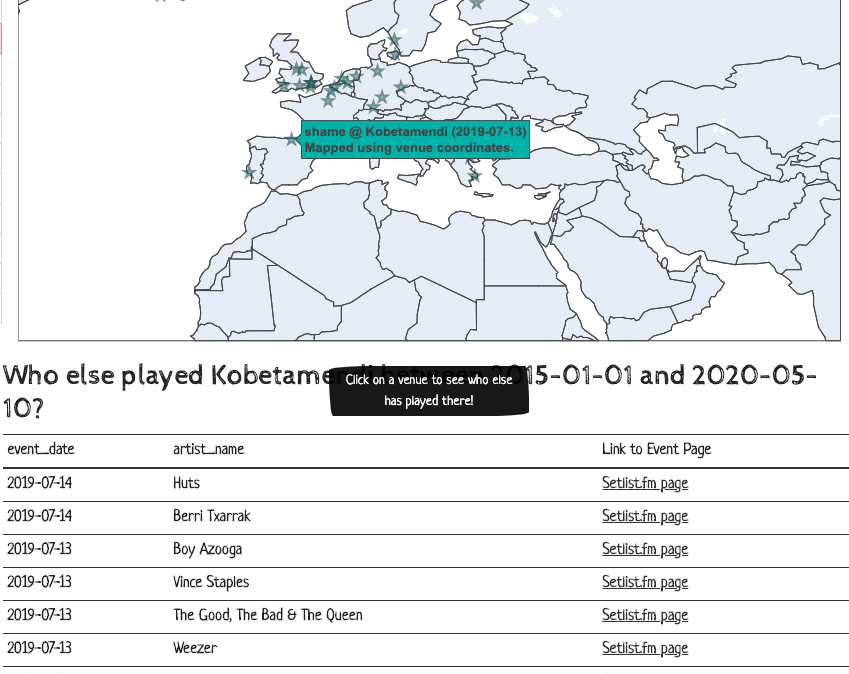 shame @ Kobetamendi (2019-07-13)
Mapped using venue coordinates.
Who else played Kobetamendi between 2015-01-01 and 2020-05-
10?
Click on a venue to see who else
has played there!
event_date artist_name Link to Event Page
2019-07-14 Huts Setlist.fm page
2019-07-14 Berri Txarrak Setlist.fm page
2019-07-13 Boy Azooga Setlist.fm page
2019-07-13 Vince Staples Setlist.fm page
2019-07-13 The Good, The Bad & The Queen Setlist.fm page
2019-07-13 Weezer Setlist.fm page